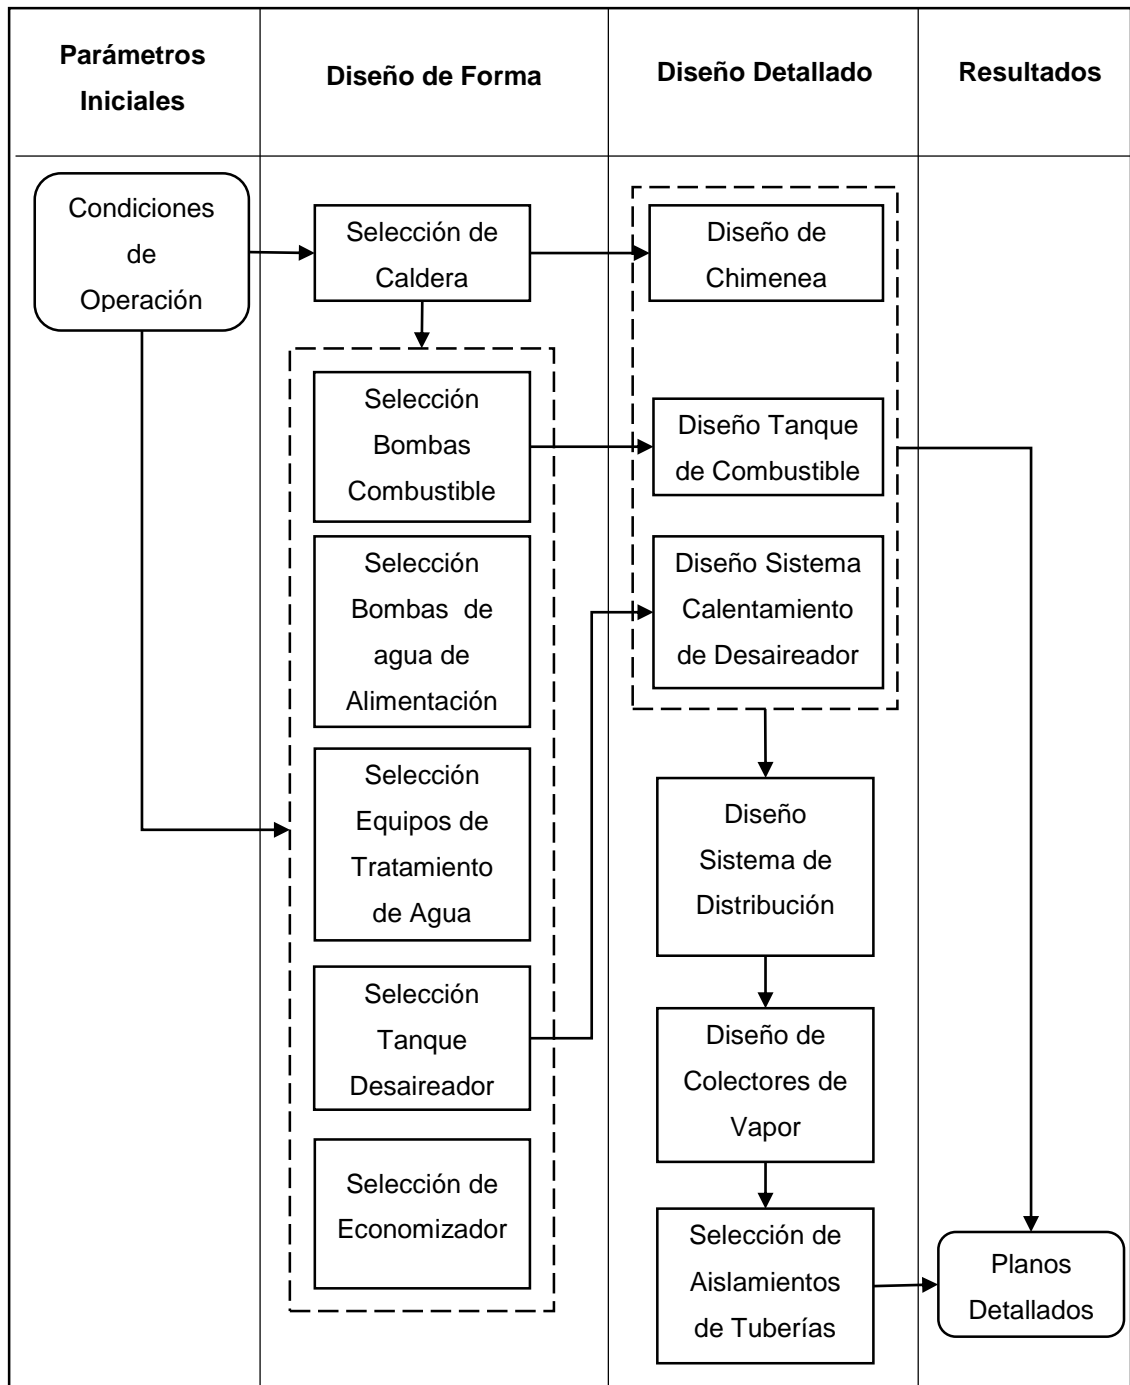 Parámetros
Iniciales
Diseño de Forma
Diseño Detallado
Resultados
Condiciones
de
Operación
Selección de
Caldera
Selección
Bombas
Combustible
Selección
Bombas de
agua de
Alimentación
Selección
Equipos de
Tratamiento
de Agua
Selección
Tanque
Desaireador
Selección de
Economizador
Diseño de
Chimenea
Diseño Tanque
de Combustible
Diseño Sistema
Calentamiento
de Desaireador
Diseño
Sistema de
Distribución
Diseño de
Colectores de
Vapor
Selección de
Aislamientos
de Tuberías
Planos
Detallados